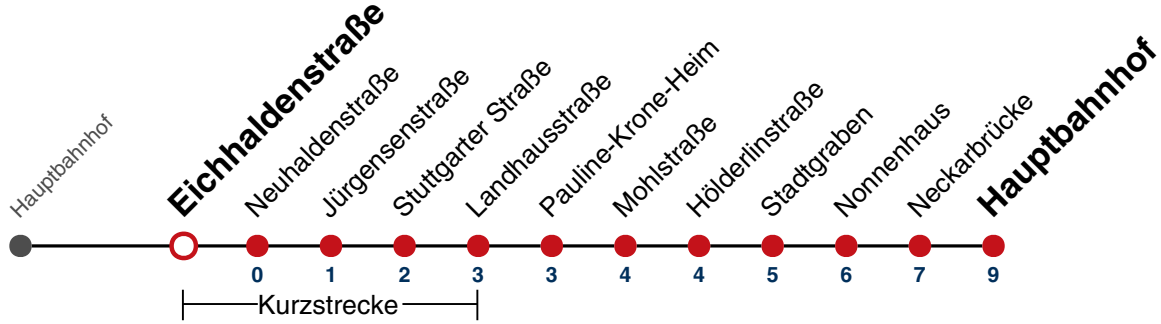 Hauptbahnhof
Eichhaldenstraße
Neuhaldenstraße
Jürgensenstraße
Stuttgarter Straße
Landhausstraße
Pauline-Krone-Heim
Mohlstraße
Hölderlinstraße
Stadtgraben
Nonnenhaus
Neckarbrücke
Hauptbahnhof
0 1 2 3 3 4 4 5 6 7 9
Kurzstrecke